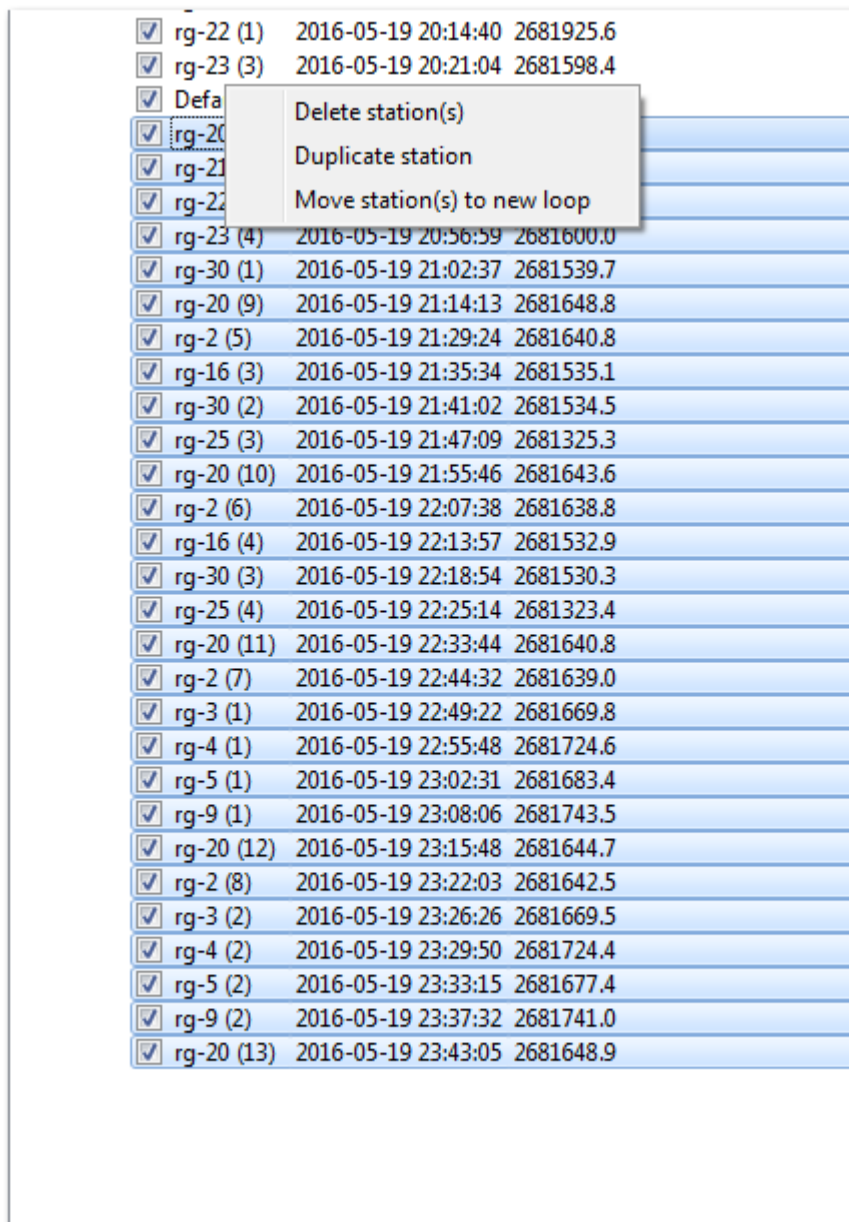 rg-22 (1) 2016-05-19 20:14:40 2681925.6
rg-23 (3) 2016-05-19 20:21:04 2681598.4
Defa
Delete station(s)
Duplicate station
Move station(s) to new loop
rg-20
rg-21
rg-22
rg-23 (4) 2016-05-19 20:56:59 2681600.0
rg-30 (1) 2016-05-19 21:02:37 2681539.7
rg-20 (9) 2016-05-19 21:14:13 2681648.8
rg-2 (5) 2016-05-19 21:29:24 2681640.8
rg-16 (3) 2016-05-19 21:35:34 2681535.1
rg-30 (2) 2016-05-19 21:41:02 2681534.5
rg-25 (3) 2016-05-19 21:47:09 2681325.3
rg-20 (10) 2016-05-19 21:55:46 2681643.6
rg-2 (6) 2016-05-19 22:07:38 2681638.8
rg-16 (4) 2016-05-19 22:13:57 2681532.9
rg-30 (3) 2016-05-19 22:18:54 2681530.3
rg-25 (4) 2016-05-19 22:25:14 2681323.4
rg-20 (11) 2016-05-19 22:33:44 2681640.8
rg-2 (7) 2016-05-19 22:44:32 2681639.0
rg-3 (1) 2016-05-19 22:49:22 2681669.8
rg-4 (1) 2016-05-19 22:55:48 2681724.6
rg-5 (1) 2016-05-19 23:02:31 2681683.4
rg-9 (1) 2016-05-19 23:08:06 2681743.5
rg-20 (12) 2016-05-19 23:15:48 2681644.7
rg-2 (8) 2016-05-19 23:22:03 2681642.5
rg-3 (2) 2016-05-19 23:26:26 2681669.5
rg-4 (2) 2016-05-19 23:29:50 2681724.4
rg-5 (2) 2016-05-19 23:33:15 2681677.4
rg-9 (2) 2016-05-19 23:37:32 2681741.0
rg-20 (13) 2016-05-19 23:43:05 2681648.9